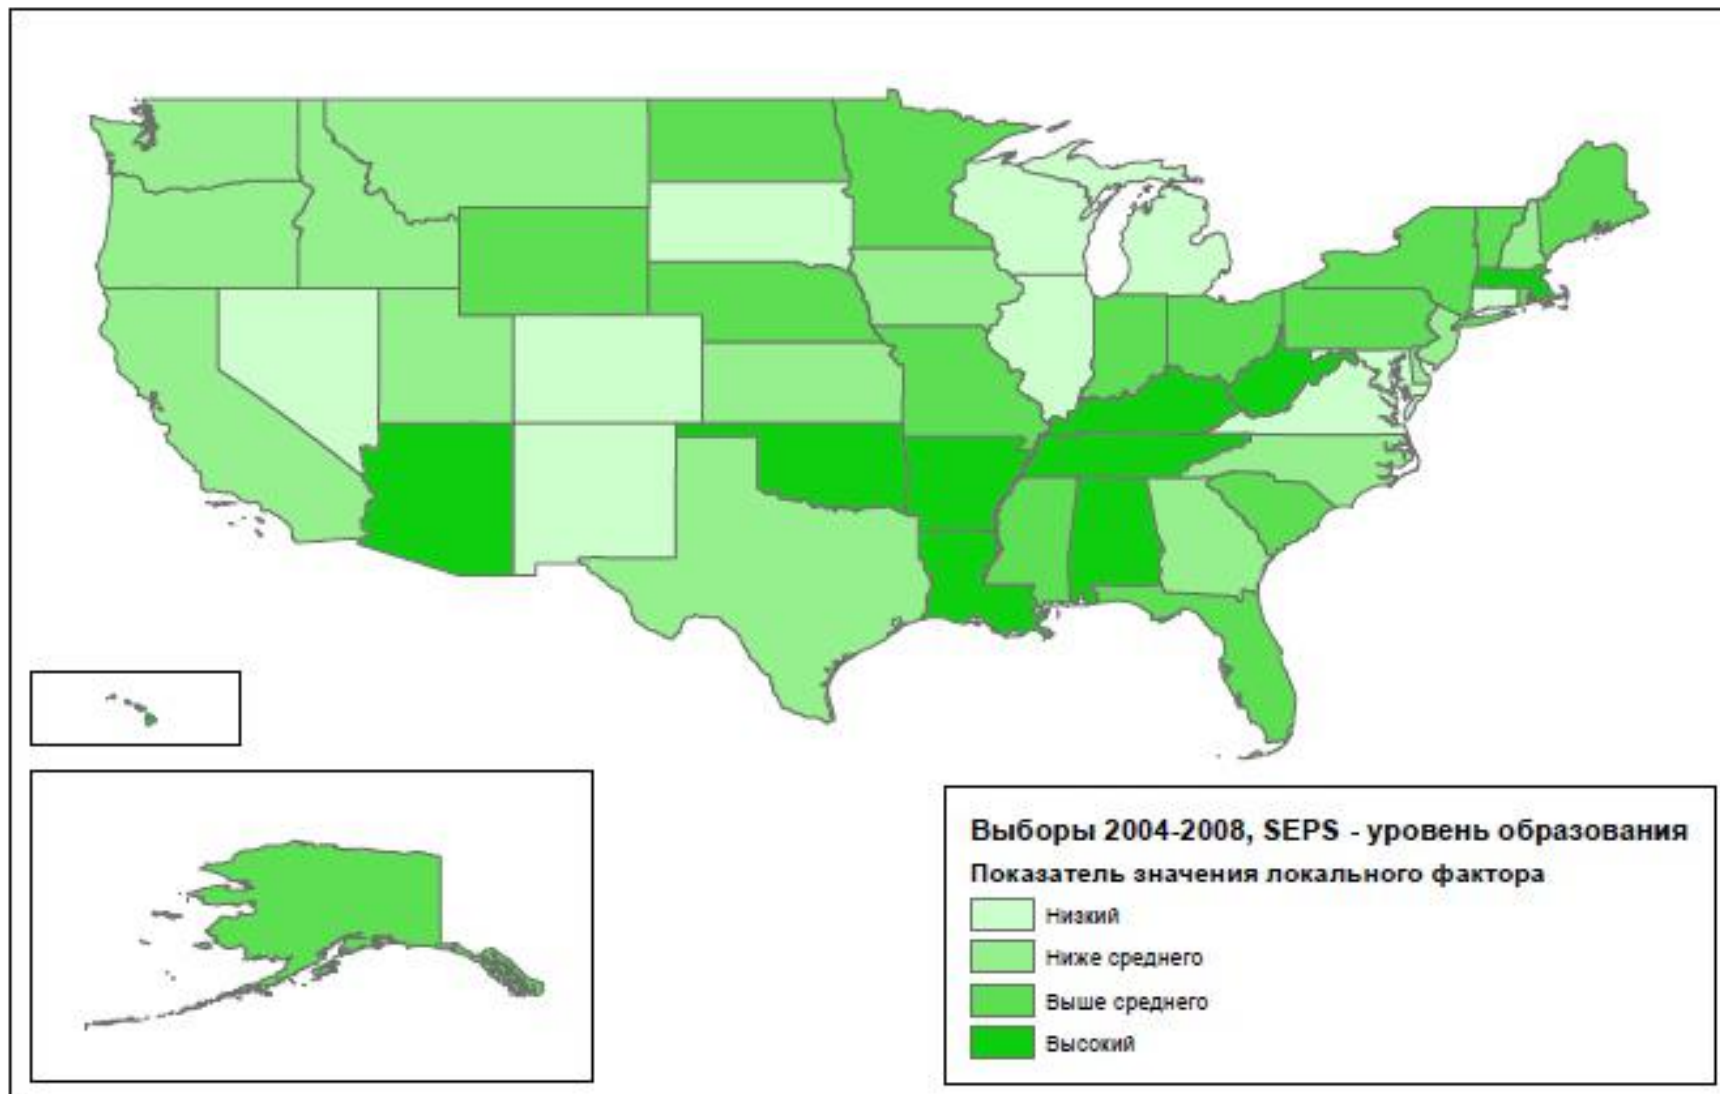 Выборы 2004-2008, SEPS - уровень образования
Показатель значения локального фактора
Низкий
Ниже среднего
Выше среднего
Высокий